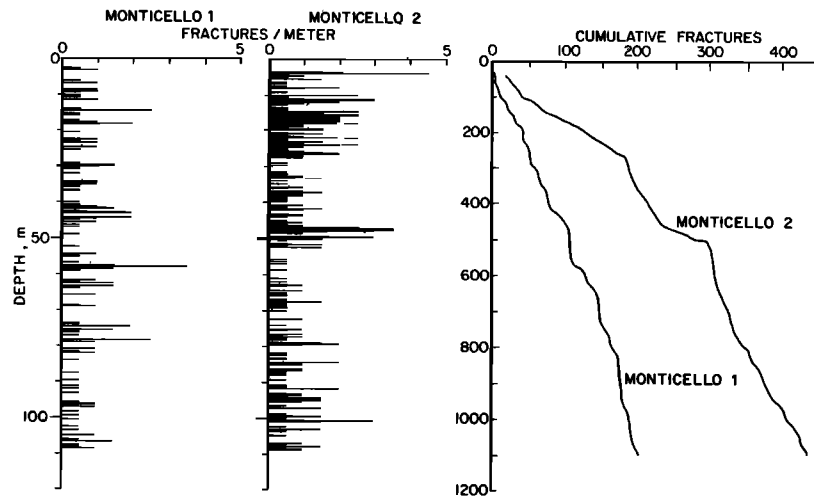 MONTICELLO 1 MONTICELLO 2
FRACTURES / METER
0 5 0 5
0
50
100
DEPTH, m
CUMULATIVE FRACTURES
0 100 200 300 400
0
200
400
600
800
1000
1200
MONTICELLO 2
MONTICELLO 1